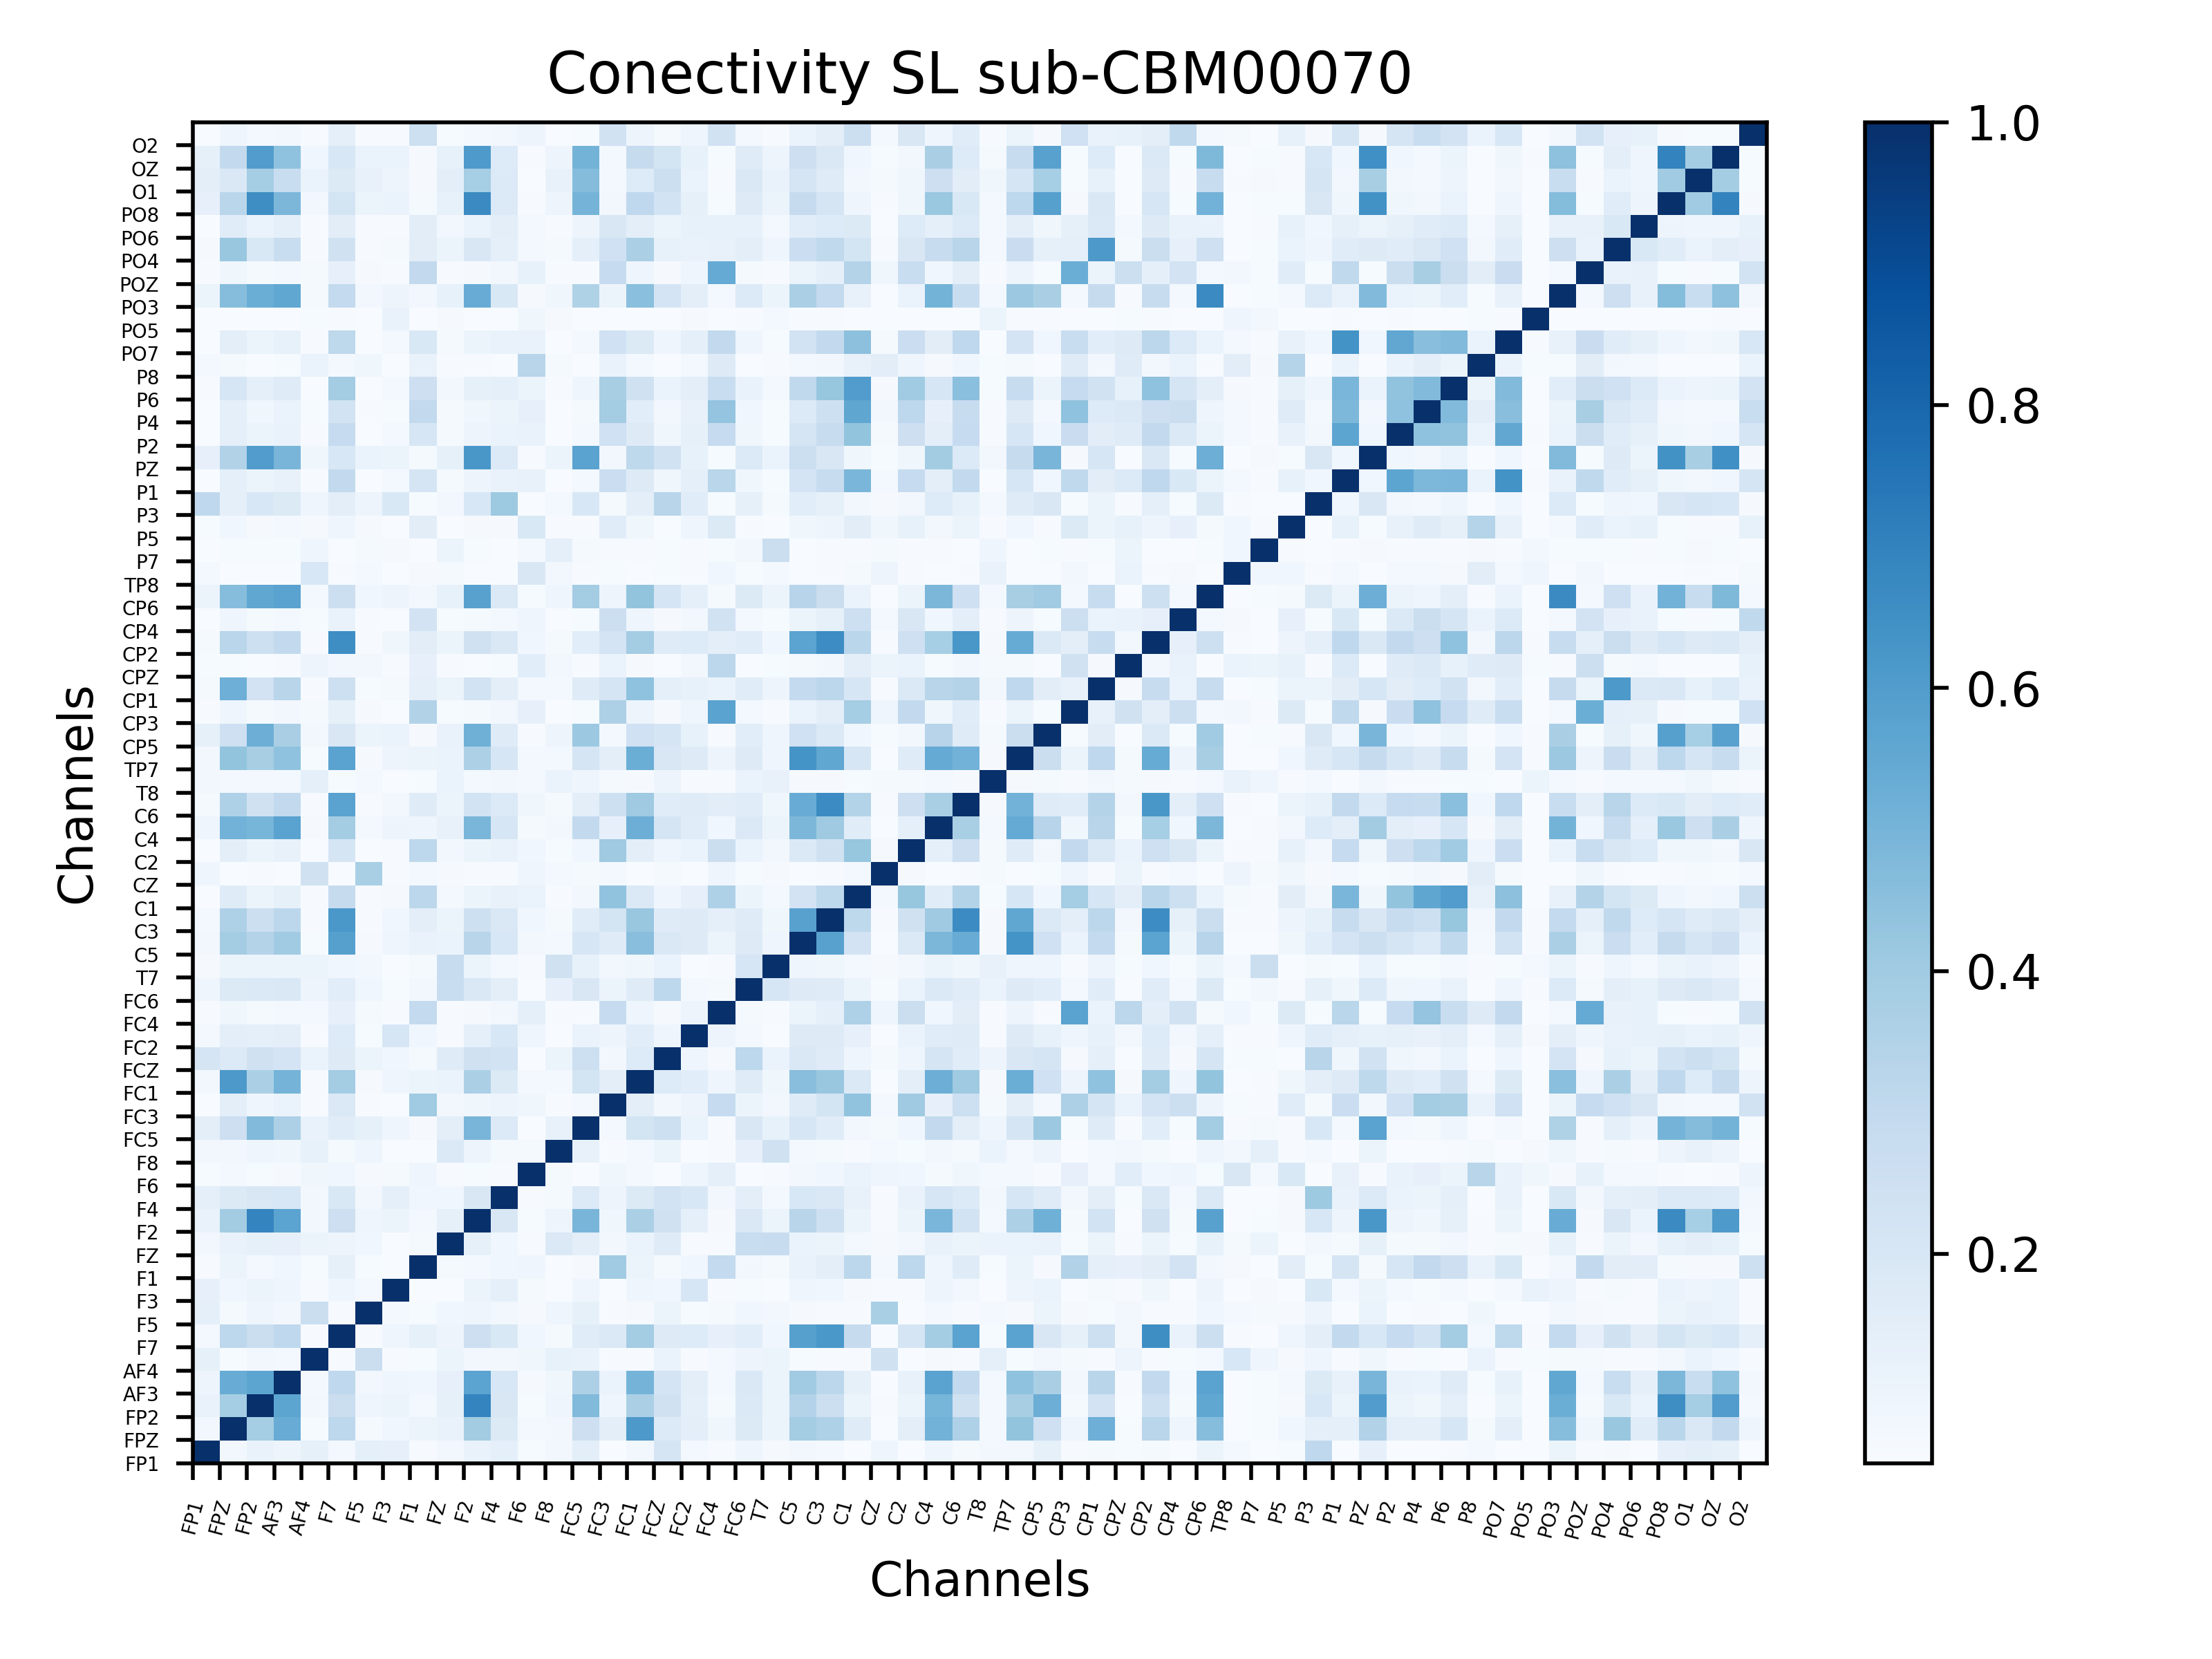 Conectivity SL sub-CBM00070
O2
OZ
O1
PO8
PO6
PO4
POZ
PO3
PO5
PO7
P8
P6
P4
P2
PZ
P1
P3
P5
P7
TP8
CP6
CP4
CP2
CPZ
CP1
CP3
CP5
TP7
T8
C6
C4
C2
CZ
C1
C3
C5
T7
FC6
FC4
FC2
FCZ
FC1
FC3
FC5
F8
F6
F4
F2
FZ
F1
F3
F5
F7
AF4
AF3
FP2
FPZ
FP1
Channels
FP1 FPZ FP2 AF3 AF4 F7 F5 F3 F1 FZ F2 F4 F6 F8 FC5 FC3 FC1 FCZ FC2 FC4 FC6 T7 C5 C3 C1 CZ C2 C4 C6 T8 TP7 CP5 CP3 CP1 CPZ CP2 CP4 CP6 TP8 P7 P5 P3 P1 PZ P2 P4 P6 P8 PO7 PO5 PO3 POZ PO4 PO6 PO8 O1 OZ O2
Channels
1.0
0.8
0.6
0.4
0.2